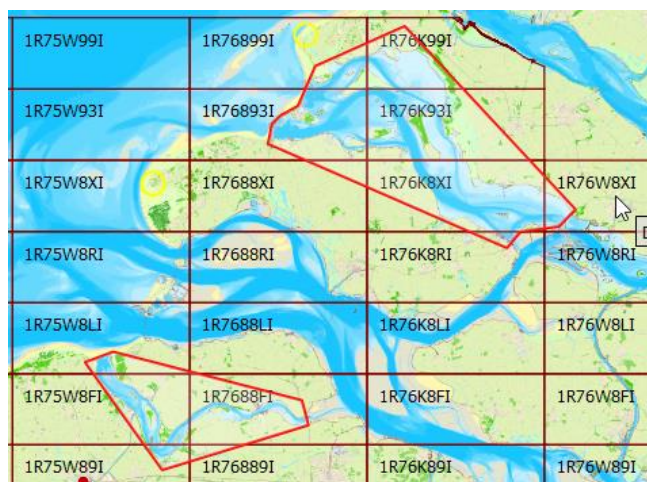 1R75W99I 1R76899I 1R76K99I
1R75W93I 1R76893I 1R76K93I
1R75W8XI 1R7688XI 1R76K8XI 1R76W8XI
1R75W8RI 1R7688RI 1R76K8RI 1R76W8RI
1R75W8LI 1R7688LI 1R76K8LI 1R76W8LI
1R75W8FI 1R7688FI 1R76K8FI 1R76W8FI
1R75W89I 1R76889I 1R76K89I 1R76W89I